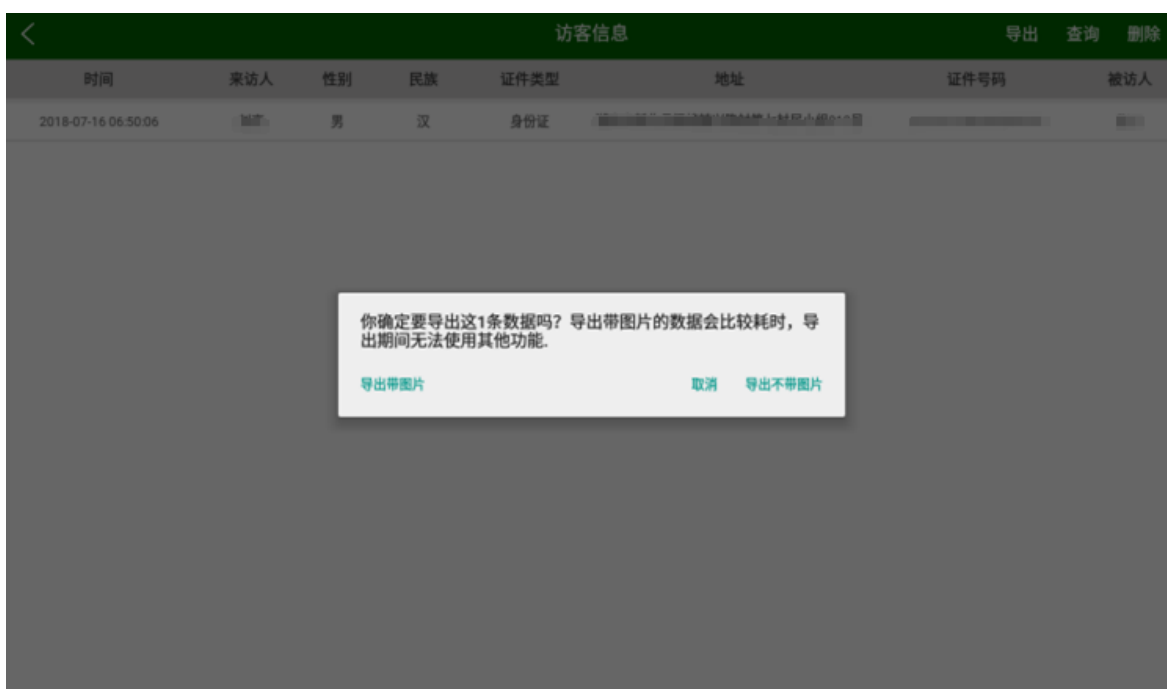 访客信息 导出 查询 删除
时间 来访人 性别 民族 证件类型 地址 证件号码 被访人
2018-07-16 06:50:06 男 汉 身份证
你确定要导出这1条数据吗？导出带图片的数据会比较耗时，导
出期间无法使用其他功能.
导出带图片 取消 导出不带图片